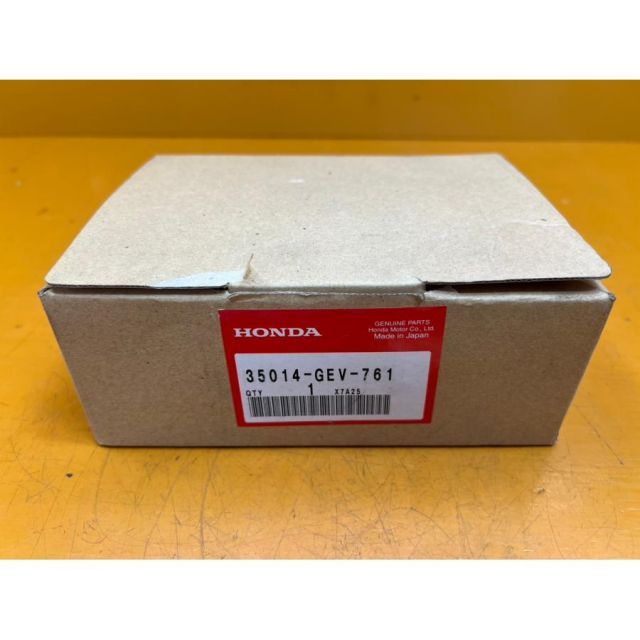 HONDA
GENUINE PARTS
Honda Motor Co., Ltd.
Made in Japan
35014-GEV-761
QTY 1 X7A25